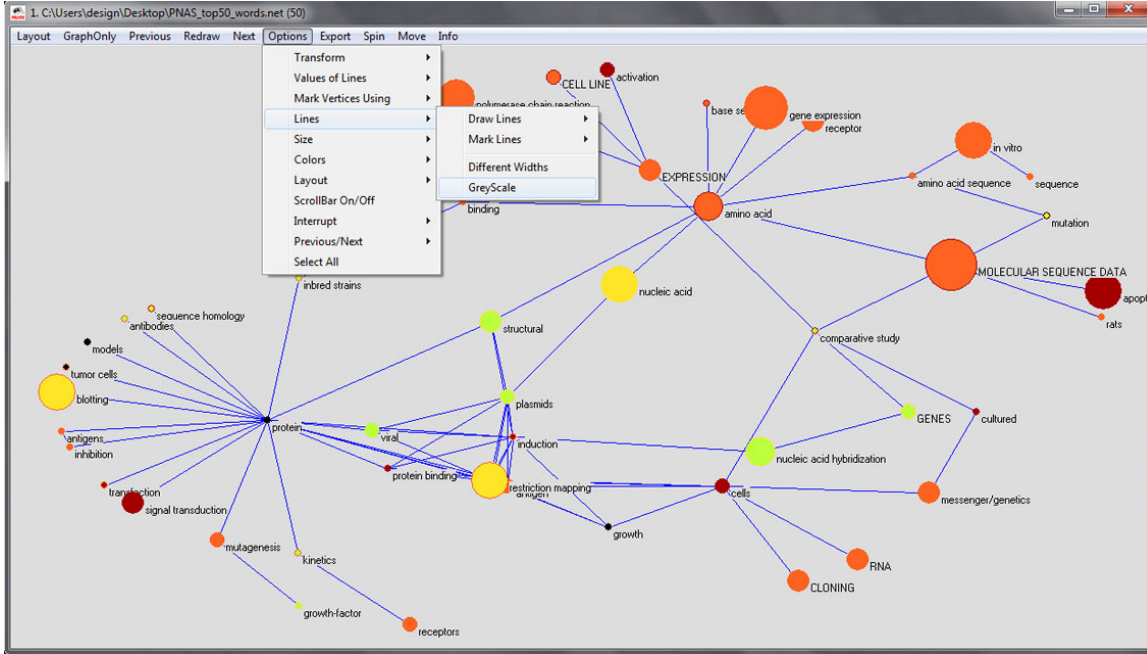 1. C:\Users\design\Desktop\PNAS_top50_words.net (50)
Layout GraphOnly Previous Redraw Next Options Export Spin Move Info
Transform
Values of Lines
Mark Vertices Using
Lines
Size
Colors
Layout
ScrollBar On/Off
Interrupt
Previous/Next
Select All
Draw Lines
Mark Lines
Different Widths
GreyScale
CELL LINE
activation
polymerase chain reaction
base se
gene expression
receptor
in vitro
EXPRESSION
amino acid sequence
sequence
binding
amino acid
mutation
MOLECULAR SEQUENCE DATA
inbred strains
nucleic acid
apopt
rats
sequence homology
antibodies
structural
comparative study
models
tumor cells
blotting
plasmids
GENES
cultured
protein
viral
antigens
induction
inhibition
nucleic acid hybridization
protein binding
restriction mapping
antigen
transfection
cells
signal transduction
messenger/genetics
growth
mutagenesis
kinetics
RNA
CLONING
growth-factor
receptors